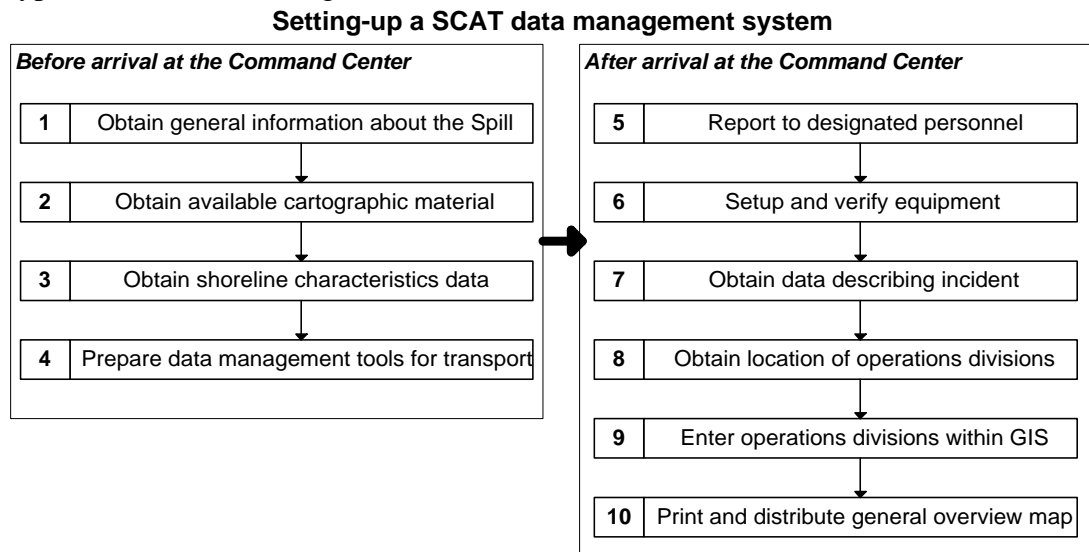 Setting-up a SCAT data management system
Before arrival at the Command Center
1 Obtain general information about the Spill
2 Obtain available cartographic material
3 Obtain shoreline characteristics data
4 Prepare data management tools for transport
After arrival at the Command Center
5 Report to designated personnel
6 Setup and verify equipment
7 Obtain data describing incident
8 Obtain location of operations divisions
9 Enter operations divisions within GIS
10 Print and distribute general overview map